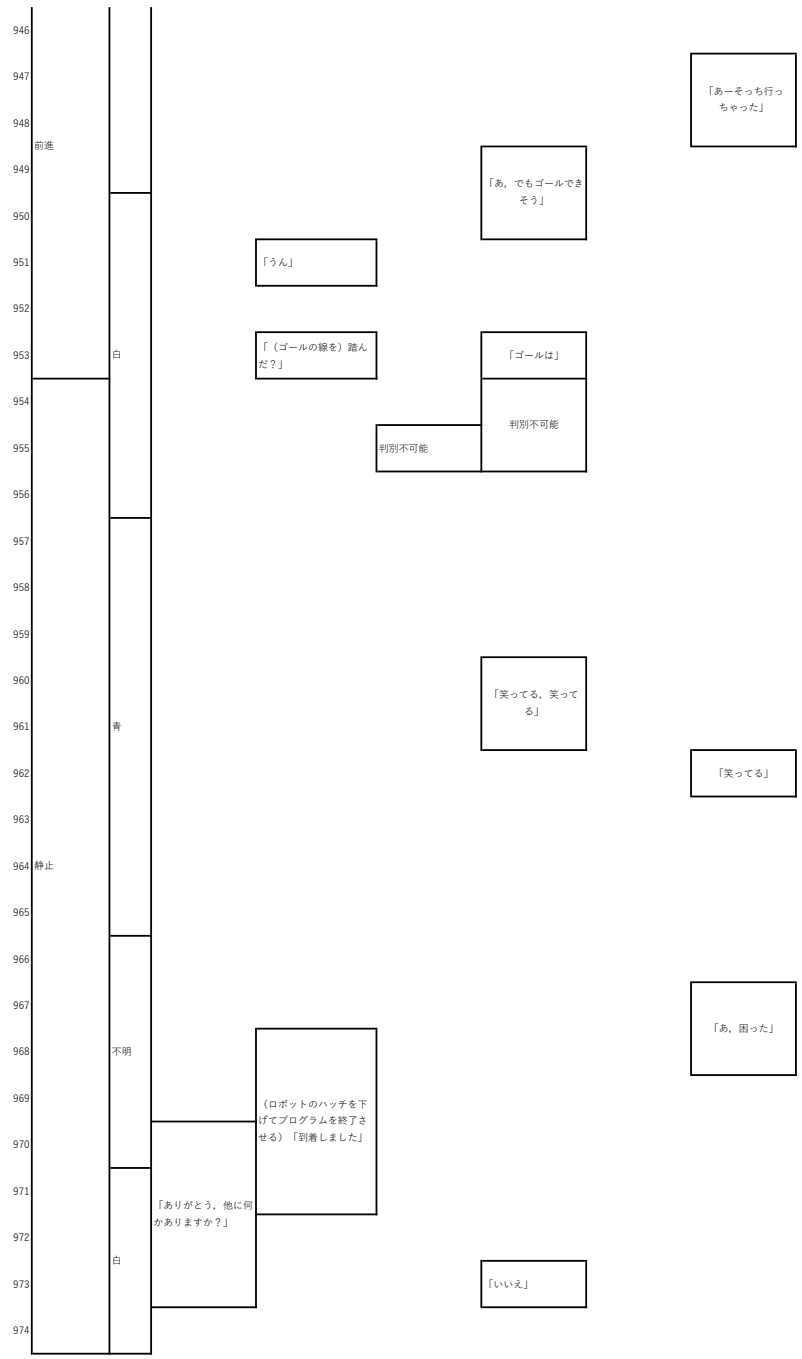 946
947
「あーそっち行っ
ちゃった」
948
前進
949
「あ，でもゴールでき
そう」
950
951
「うん」
952
953
白
「（ゴールの線を）踏ん
だ？」
「ゴールは」
954
判別不可能
955
判別不可能
956
957
958
959
960
「笑ってる，笑って
る」
961
青
962
「笑ってる」
963
964
静止
965
966
967
「あ，困った」
968
不明
969
（ロボットのハッチを下
げてプログラムを終了さ
せる）「到着しました」
970
971
「ありがとう，他に何
かありますか？」
972
白
973
「いいえ」
974